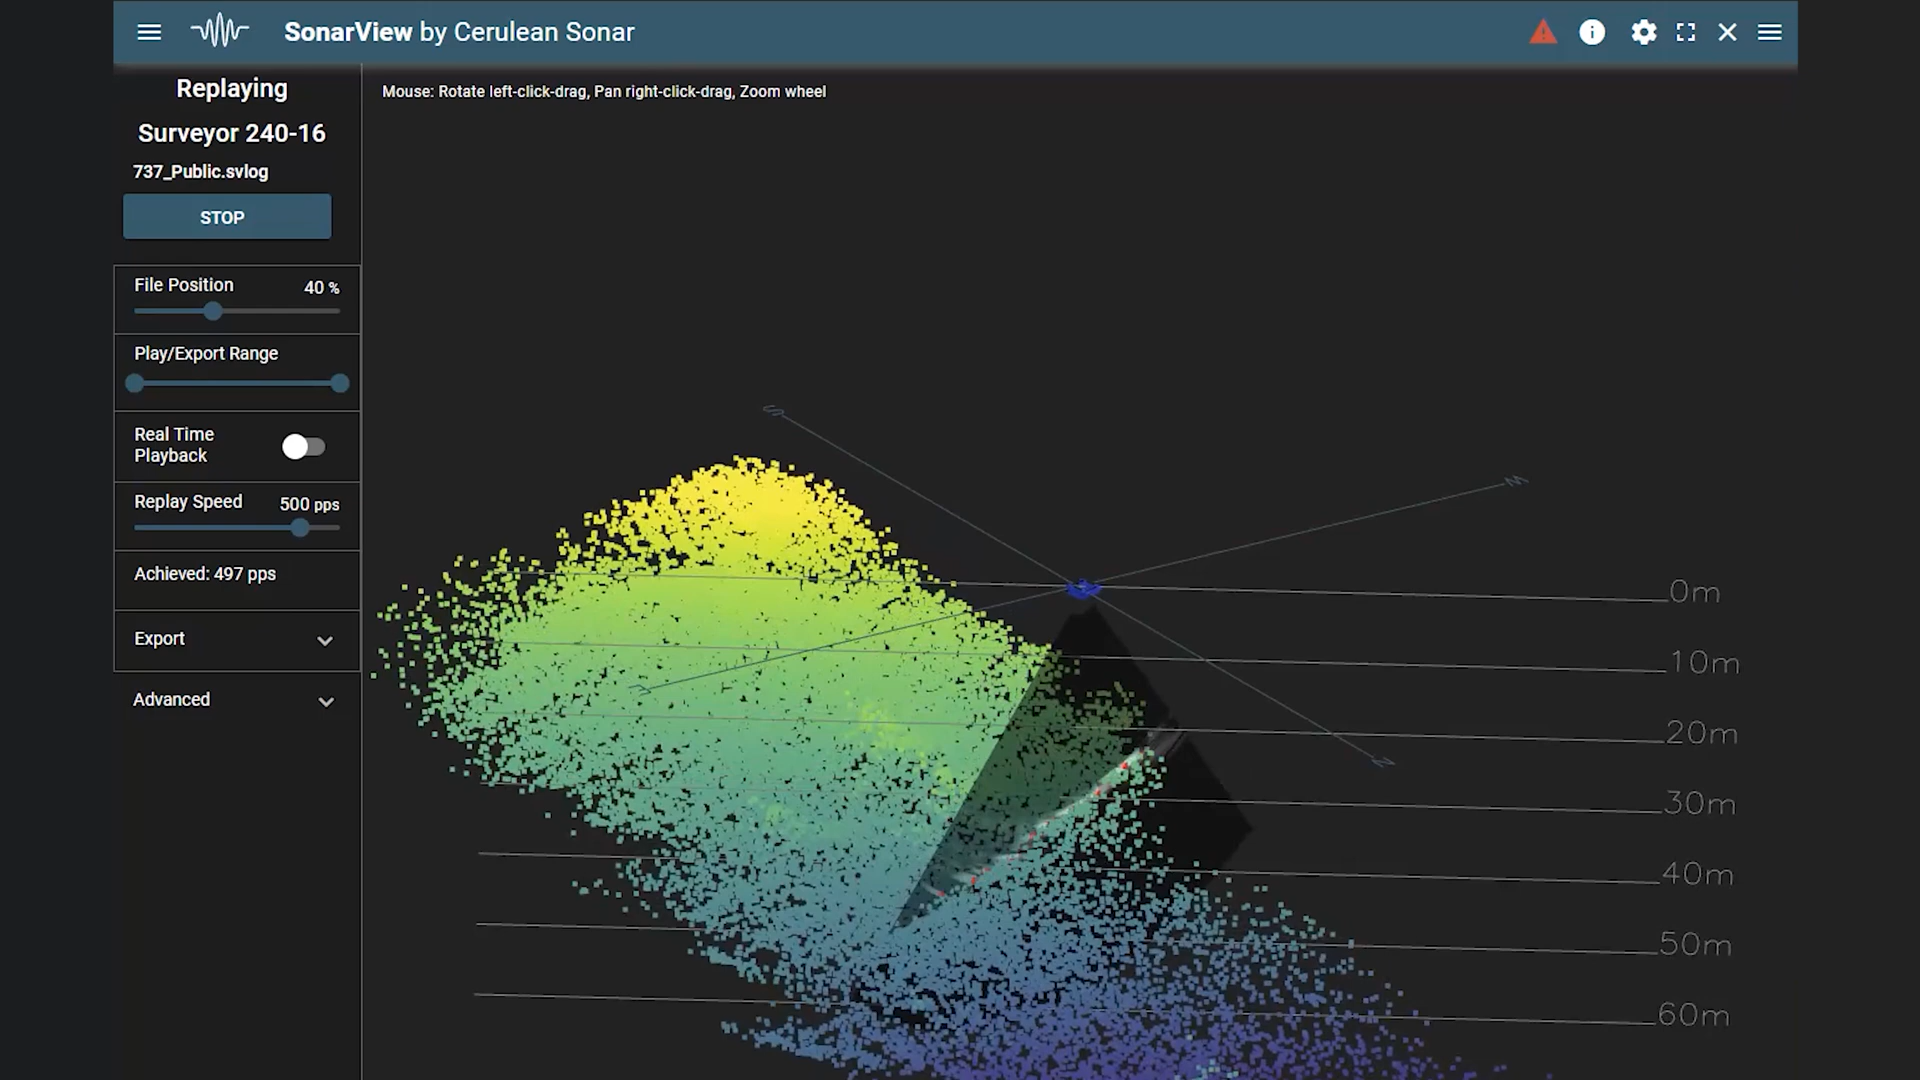 SonarView by Cerulean Sonar
Replaying
Surveyor 240-16
737_Public.svlog
STOP
File Position
40 %
Play/Export Range
Real Time
Playback
Replay Speed
500 pps
Achieved: 497 pps
Export
Advanced
Mouse: Rotate left-click-drag, Pan right-click-drag, Zoom wheel
S
W
N
0m
10m
20m
30m
40m
50m
60m